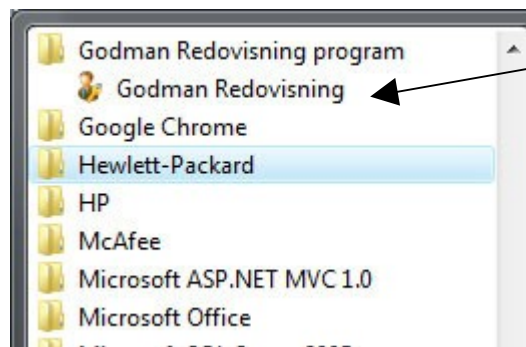 Godman Redovisning program
Godman Redovisning
Google Chrome
Hewlett-Packard
HP
McAfee
Microsoft ASP.NET MVC 1.0
Microsoft Office